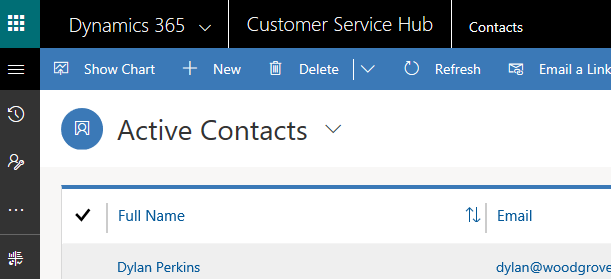 Dynamics 365 Customer Service Hub Contacts
Show Chart New Delete Refresh Email a Link
Active Contacts
Full Name Email
Dylan Perkins dylan@woodgrove